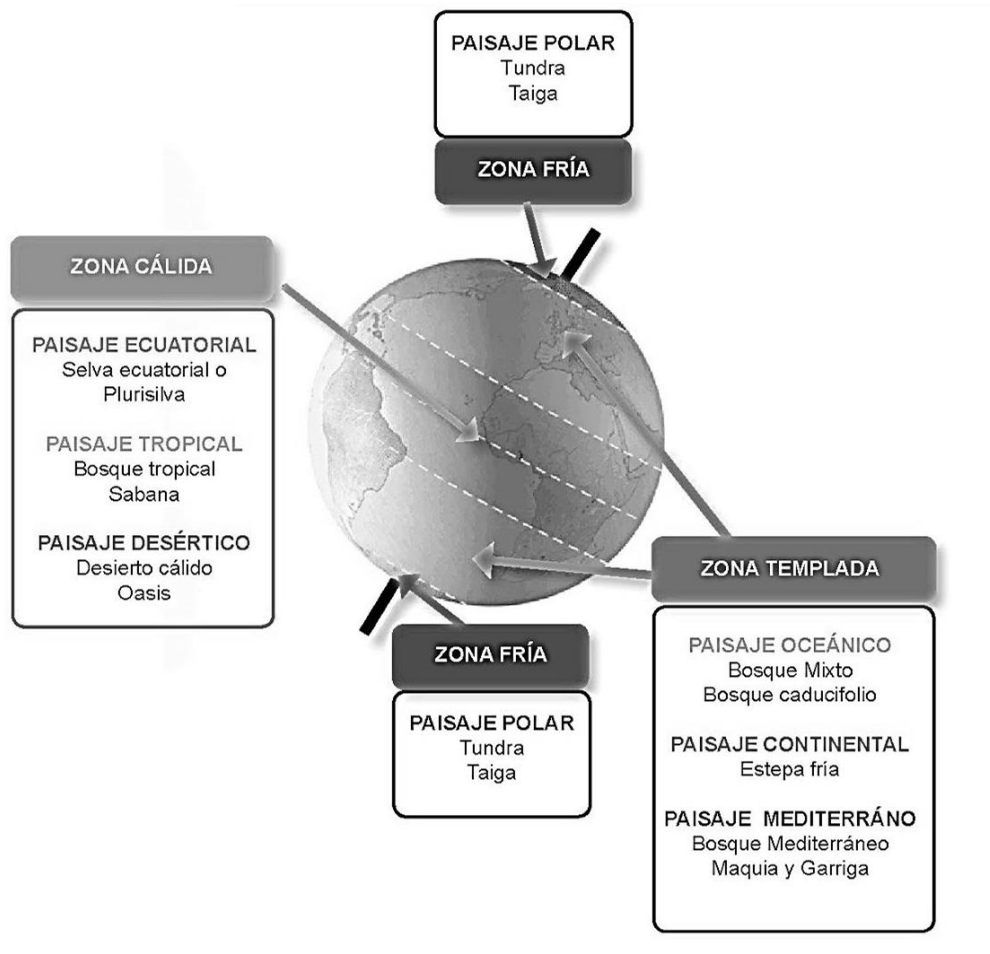 PAISAJE POLAR
Tundra
Taiga
ZONA FRÍA
ZONA CÁLIDA
PAISAJE ECUATORIAL
Selva ecuatorial o
Plurisilva
PAISAJE TROPICAL
Bosque tropical
Sabana
PAISAJE DESÉRTICO
Desierto cálido
Oasis
ZONA TEMPLADA
PAISAJE OCEÁNICO
Bosque Mixto
Bosque caducifolio
PAISAJE CONTINENTAL
Estepa fría
PAISAJE MEDITERRÁNO
Bosque Mediterráneo
Maquia y Garriga
ZONA FRÍA
PAISAJE POLAR
Tundra
Taiga